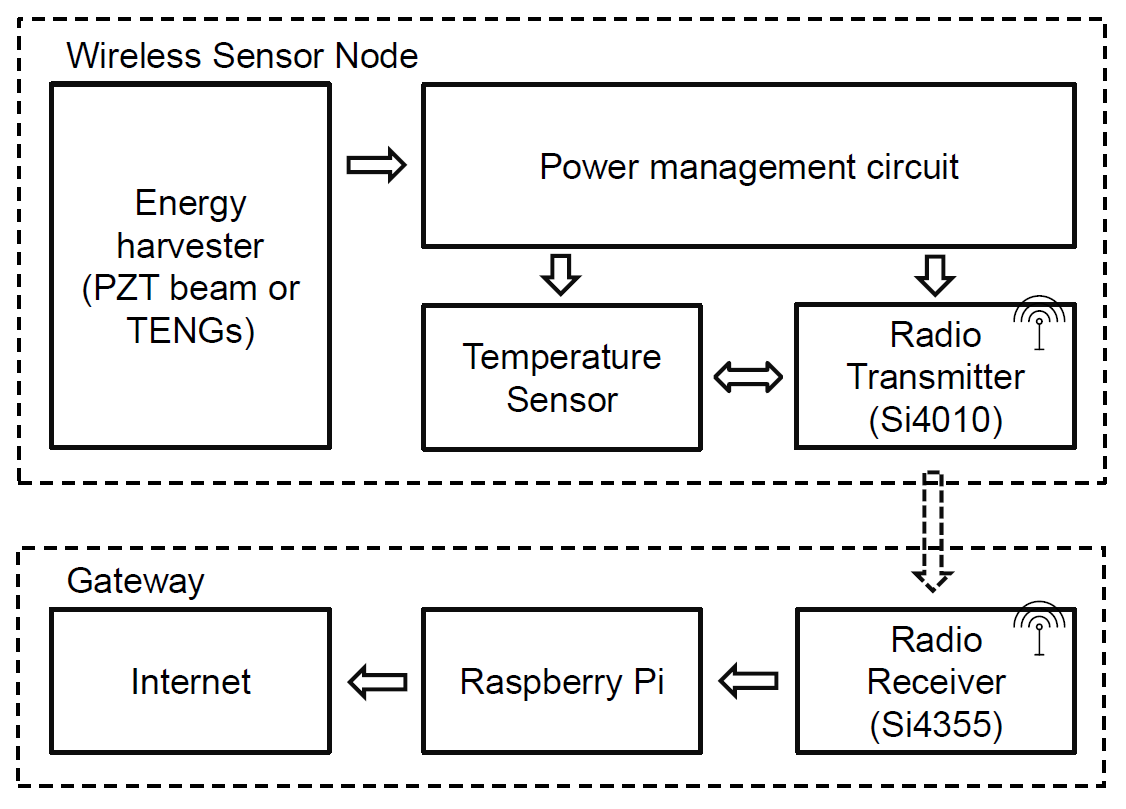 Wireless Sensor Node
Energy
harvester
(PZT beam or
TENGs)
Power management circuit
Temperature
Sensor
Radio
Transmitter
(Si4010)
Gateway
Internet
Raspberry Pi
Radio
Receiver
(Si4355)